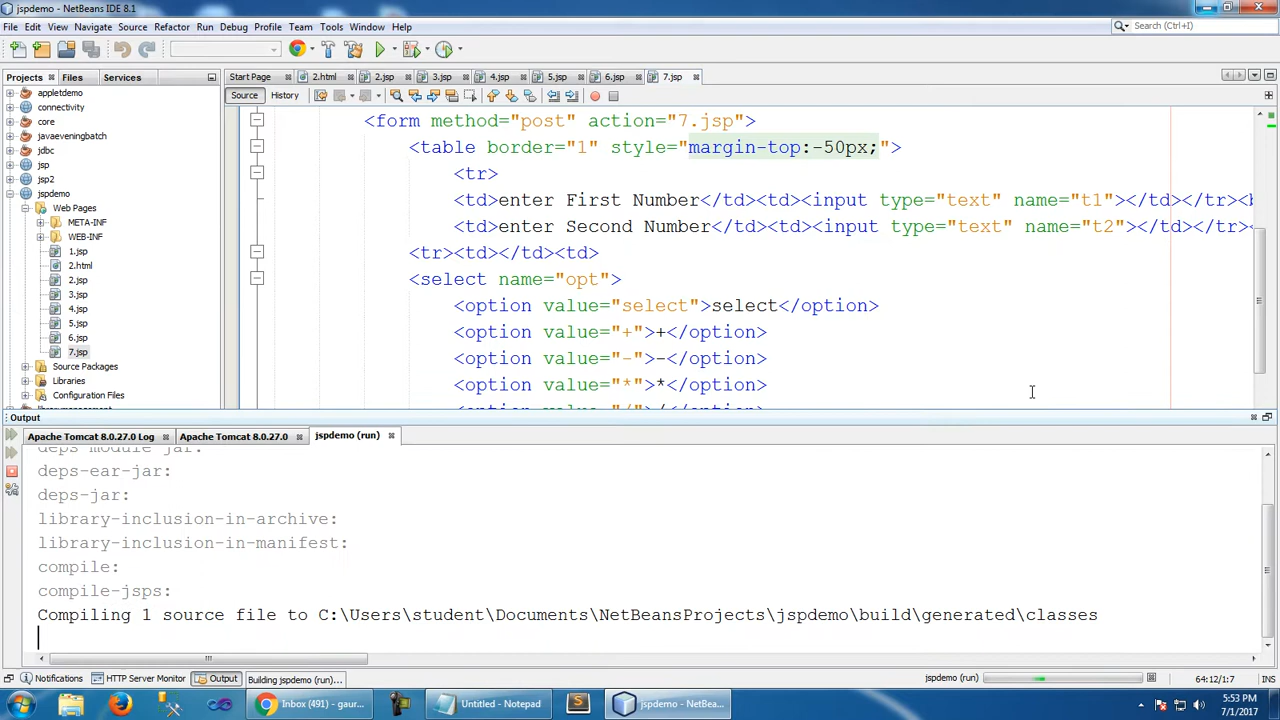 jspdemo - NetBeans IDE 8.1
File Edit View Navigate Source Refactor Run Debug Profile Team Tools Window Help
Search (Ctrl+I)
Projects Files Services
Start Page 2.html 2.jsp 3.jsp 4.jsp 5.jsp 6.jsp 7.jsp
Source History
appletdemo
connectivity
core
javaeveningbatch
jdbc
jsp
jsp2
jspdemo
Web Pages
META-INF
WEB-INF
1.jsp
2.html
2.jsp
3.jsp
4.jsp
5.jsp
6.jsp
7.jsp
Source Packages
Libraries
Configuration Files
<form method="post" action="7.jsp">
<table border="1" style="margin-top:-50px;">
<tr>
<td>enter First Number</td><td><input type="text" name="t1"></td></tr><b
<td>enter Second Number</td><td><input type="text" name="t2"></td></tr>
<tr><td></td><td>
<select name="opt">
<option value="select">select</option>
<option value="+">+</option>
<option value="-">-</option>
<option value="*">*</option>
<option value="/">/</option>
Output
Apache Tomcat 8.0.27.0 Log Apache Tomcat 8.0.27.0 jspdemo (run)
deps-module-jar:
deps-ear-jar:
deps-jar:
library-inclusion-in-archive:
library-inclusion-in-manifest:
compile:
compile-jsps:
Compiling 1 source file to C:\Users\student\Documents\NetBeansProjects\jspdemo\build\generated\classes
Notifications HTTP Server Monitor Output Building jspdemo (run)... jspdemo (run) 64:12/1:7 INS
Inbox (491) - gaur... Untitled - Notepad jspdemo - NetBea...
5:53 PM
7/1/2017